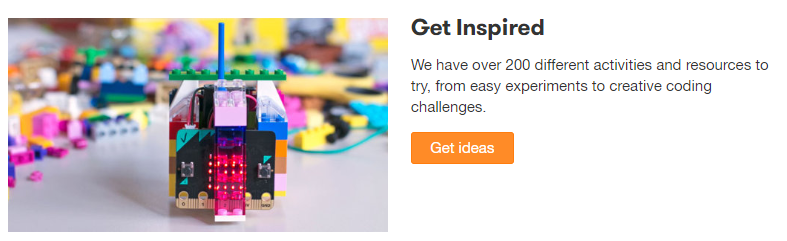 Get Inspired
We have over 200 different activities and resources to
try, from easy experiments to creative coding
challenges.
Get ideas